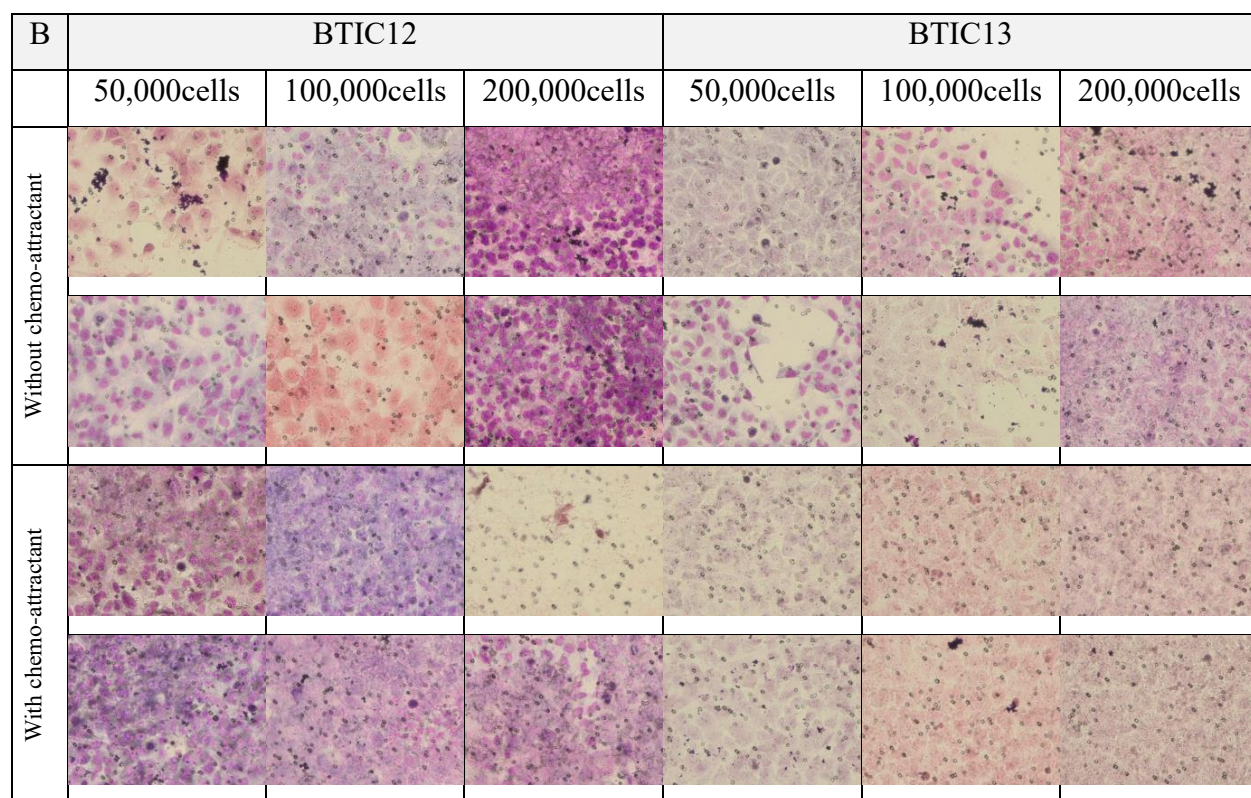 B
BTIC12
BTIC13
50,000cells
100,000cells
200,000cells
50,000cells
100,000cells
200,000cells
Without chemo-attractant
With chemo-attractant